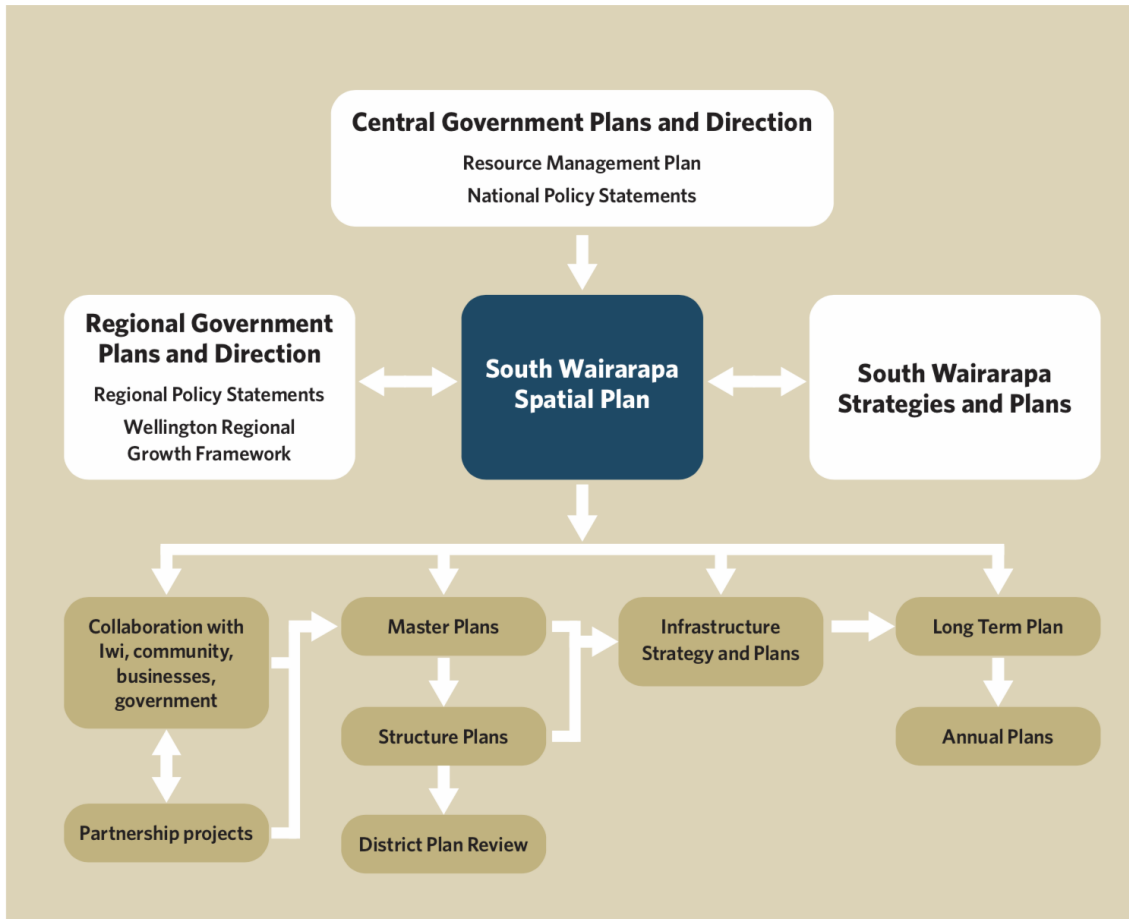 Central Government Plans and Direction
Resource Management Plan
National Policy Statements
Regional Government
Plans and Direction
Regional Policy Statements
Wellington Regional
Growth Framework
South Wairarapa
Spatial Plan
South Wairarapa
Strategies and Plans
Collaboration with
Iwi, community,
businesses,
government
Partnership projects
Master Plans
Structure Plans
District Plan Review
Infrastructure
Strategy and Plans
Long Term Plan
Annual Plans